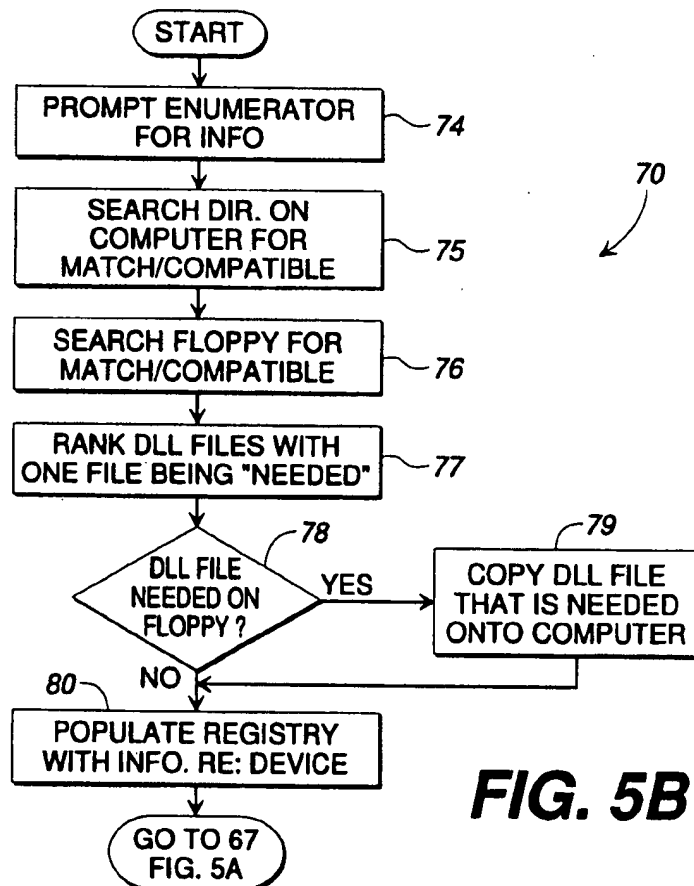 START
PROMPT ENUMERATOR
FOR INFO
74
70
SEARCH DIR. ON
COMPUTER FOR
MATCH/COMPATIBLE
75
SEARCH FLOPPY FOR
MATCH/COMPATIBLE
76
RANK DLL FILES WITH
ONE FILE BEING "NEEDED"
77
78
DLL FILE
NEEDED ON
FLOPPY ?
YES
79
COPY DLL FILE
THAT IS NEEDED
ONTO COMPUTER
NO
80
POPULATE REGISTRY
WITH INFO. RE: DEVICE
GO TO 67
FIG. 5A
FIG. 5B